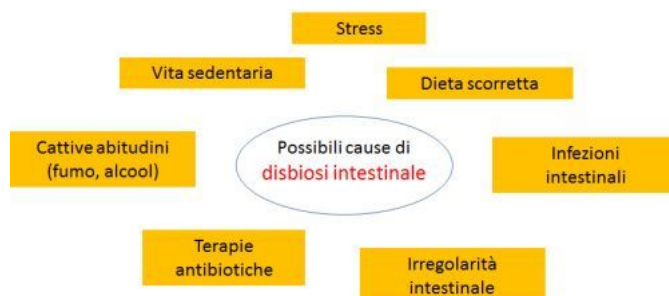 Stress
Vita sedentaria
Dieta scorretta
Cattive abitudini
(fumo, alcool)
Possibili cause di
disbiosi intestinale
Infezioni
intestinali
Terapie
antibiotiche
Irregolarità
intestinale